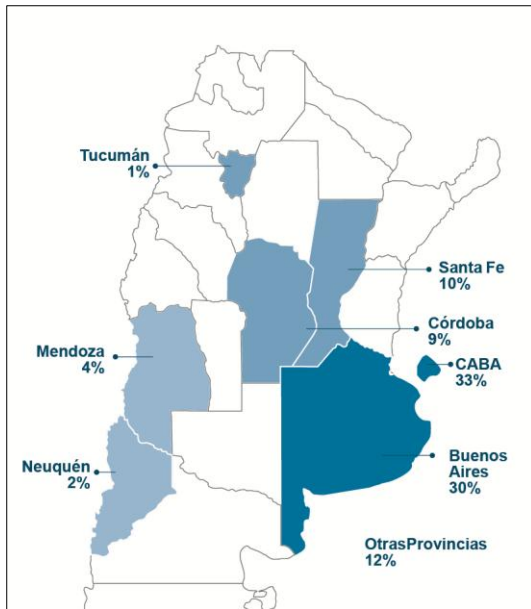 Tucumán
1%
Santa Fe
10%
Córdoba
9%
Mendoza
4%
CABA
33%
Neuquén
2%
Buenos
Aires
30%
OtrasProvincias
12%